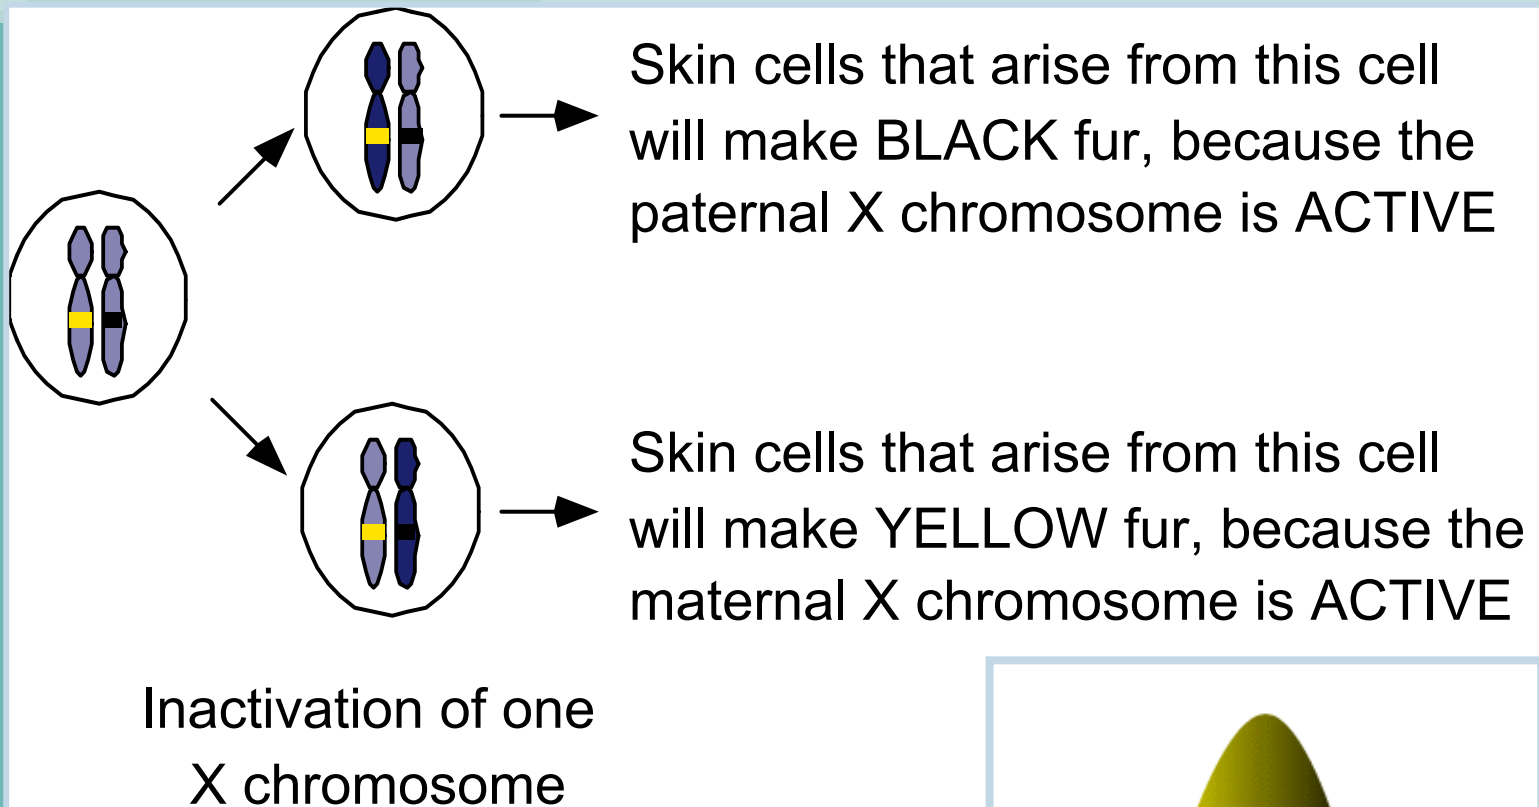 Skin cells that arise from this cell
will make BLACK fur, because the
paternal X chromosome is ACTIVE
Skin cells that arise from this cell
will make YELLOW fur, because the
maternal X chromosome is ACTIVE
Inactivation of one
X chromosome